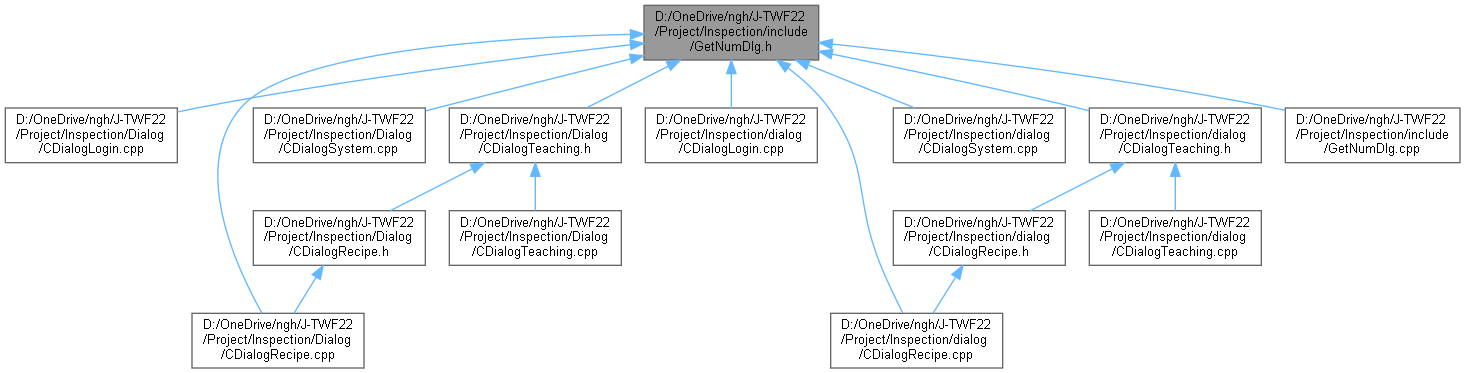 D:/OneDrive/ngh/J-TWF22
/Project/Inspection/include
/GetNumDlg.h
D:/OneDrive/ngh/J-TWF22
/Project/Inspection/Dialog
/CDialogLogin.cpp
D:/OneDrive/ngh/J-TWF22
/Project/Inspection/Dialog
/CDialogSystem.cpp
D:/OneDrive/ngh/J-TWF22
/Project/Inspection/Dialog
/CDialogTeaching.h
D:/OneDrive/ngh/J-TWF22
/Project/Inspection/dialog
/CDialogLogin.cpp
D:/OneDrive/ngh/J-TWF22
/Project/Inspection/dialog
/CDialogSystem.cpp
D:/OneDrive/ngh/J-TWF22
/Project/Inspection/dialog
/CDialogTeaching.h
D:/OneDrive/ngh/J-TWF22
/Project/Inspection/include
/GetNumDlg.cpp
D:/OneDrive/ngh/J-TWF22
/Project/Inspection/Dialog
/CDialogRecipe.h
D:/OneDrive/ngh/J-TWF22
/Project/Inspection/Dialog
/CDialogTeaching.cpp
D:/OneDrive/ngh/J-TWF22
/Project/Inspection/dialog
/CDialogRecipe.h
D:/OneDrive/ngh/J-TWF22
/Project/Inspection/dialog
/CDialogTeaching.cpp
D:/OneDrive/ngh/J-TWF22
/Project/Inspection/Dialog
/CDialogRecipe.cpp
D:/OneDrive/ngh/J-TWF22
/Project/Inspection/dialog
/CDialogRecipe.cpp